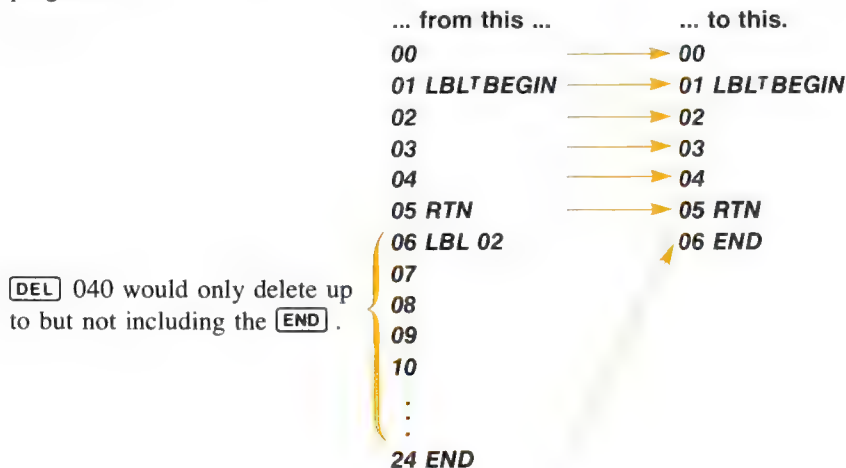 ... from this ... ... to this.
00 00
01 LBLᵀBEGIN 01 LBLᵀBEGIN
02 02
03 03
04 04
05 RTN 05 RTN
06 LBL 02 06 END
07
DEL 040 would only delete up
08
to but not including the END .
09
10
.
.
.
24 END